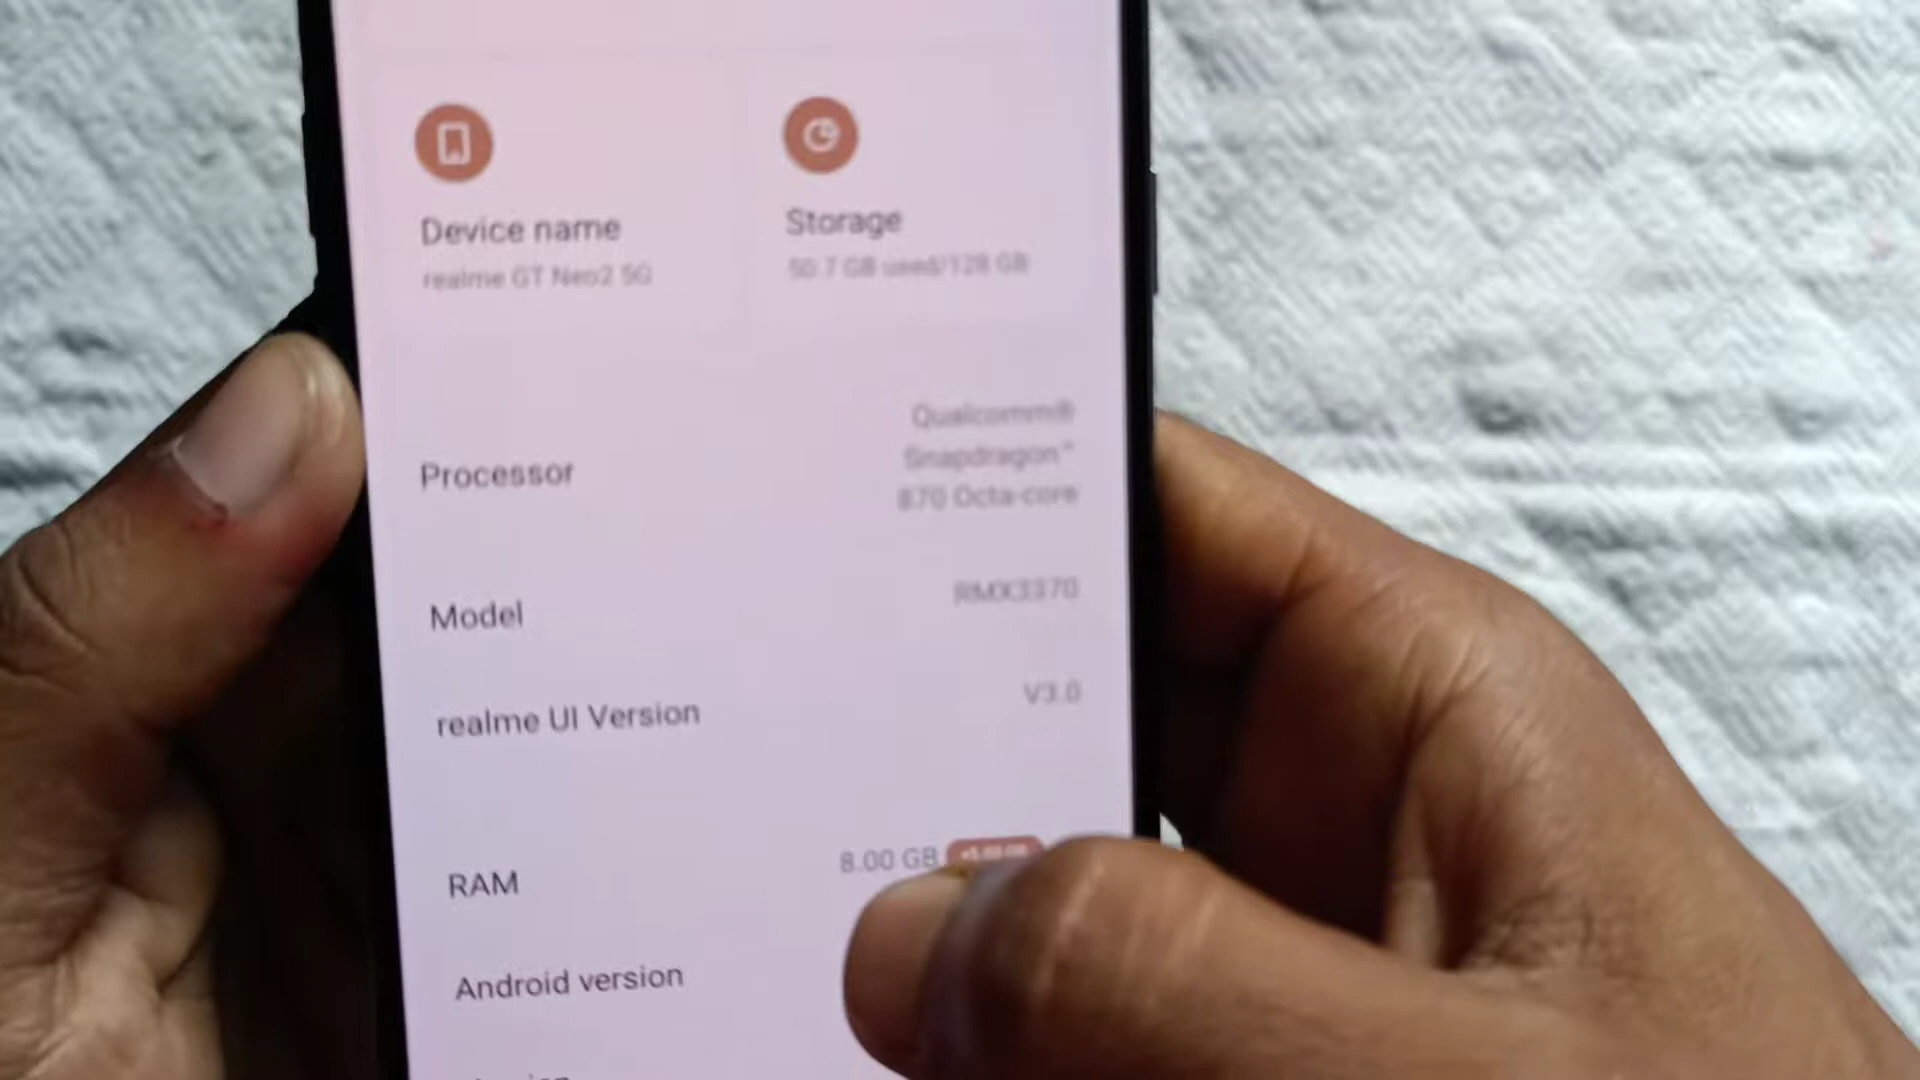 Device name
realme GT Neo2 5G
Storage
50.7 GB used/128 GB
Processor
Qualcomm®
Snapdragon™
870 Octa-core
Model
RMX3370
realme UI Version
V3.0
RAM
8.00 GB
Android version